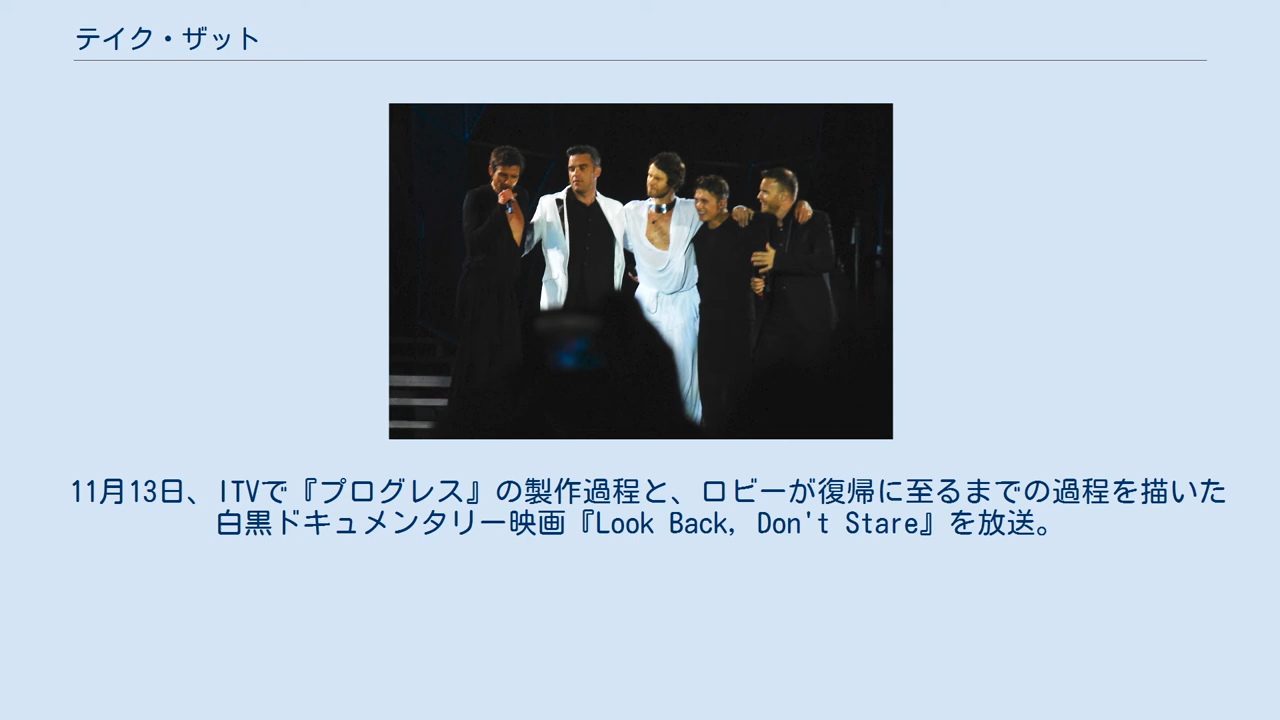 テイク・ザット
11月13日、ITVで『プログレス』の製作過程と、ロビーが復帰に至るまでの過程を描いた
白黒ドキュメンタリー映画『Look Back, Don't Stare』を放送。